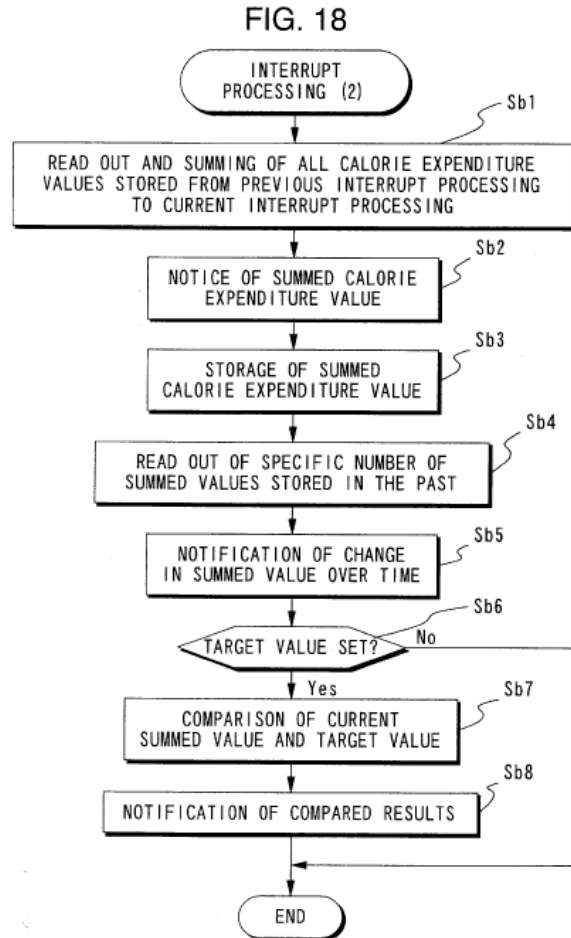 FIG. 18
INTERRUPT
PROCESSING (2)
Sb1
READ OUT AND SUMMING OF ALL CALORIE EXPENDITURE
VALUES STORED FROM PREVIOUS INTERRUPT PROCESSING
TO CURRENT INTERRUPT PROCESSING
Sb2
NOTICE OF SUMMED CALORIE
EXPENDITURE VALUE
Sb3
STORAGE OF SUMMED
CALORIE EXPENDITURE VALUE
Sb4
READ OUT OF SPECIFIC NUMBER OF
SUMMED VALUES STORED IN THE PAST
Sb5
NOTIFICATION OF CHANGE
IN SUMMED VALUE OVER TIME
Sb6
TARGET VALUE SET?
No
Yes
Sb7
COMPARISON OF CURRENT
SUMMED VALUE AND TARGET VALUE
Sb8
NOTIFICATION OF COMPARED RESULTS
END